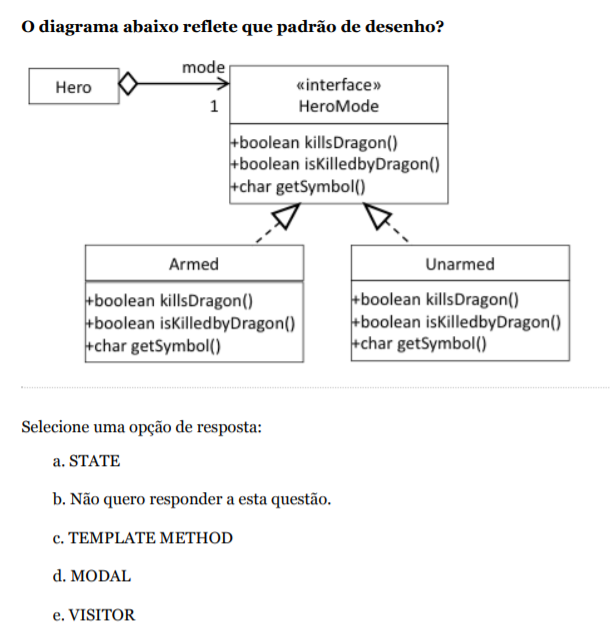 O diagrama abaixo reflete que padrão de desenho?
mode
Hero
1
«interface»
HeroMode
+boolean killsDragon()
+boolean isKilledbyDragon()
+char getSymbol()
Armed
+boolean killsDragon()
+boolean isKilledbyDragon()
+char getSymbol()
Unarmed
+boolean killsDragon()
+boolean isKilledbyDragon()
+char getSymbol()
Selecione uma opção de resposta:
a. STATE
b. Não quero responder a esta questão.
c. TEMPLATE METHOD
d. MODAL
e. VISITOR